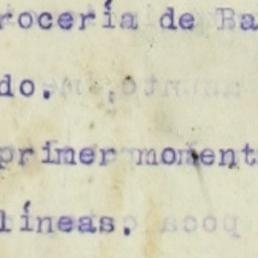 rocería de Ba
do.
primer moment
líneas.